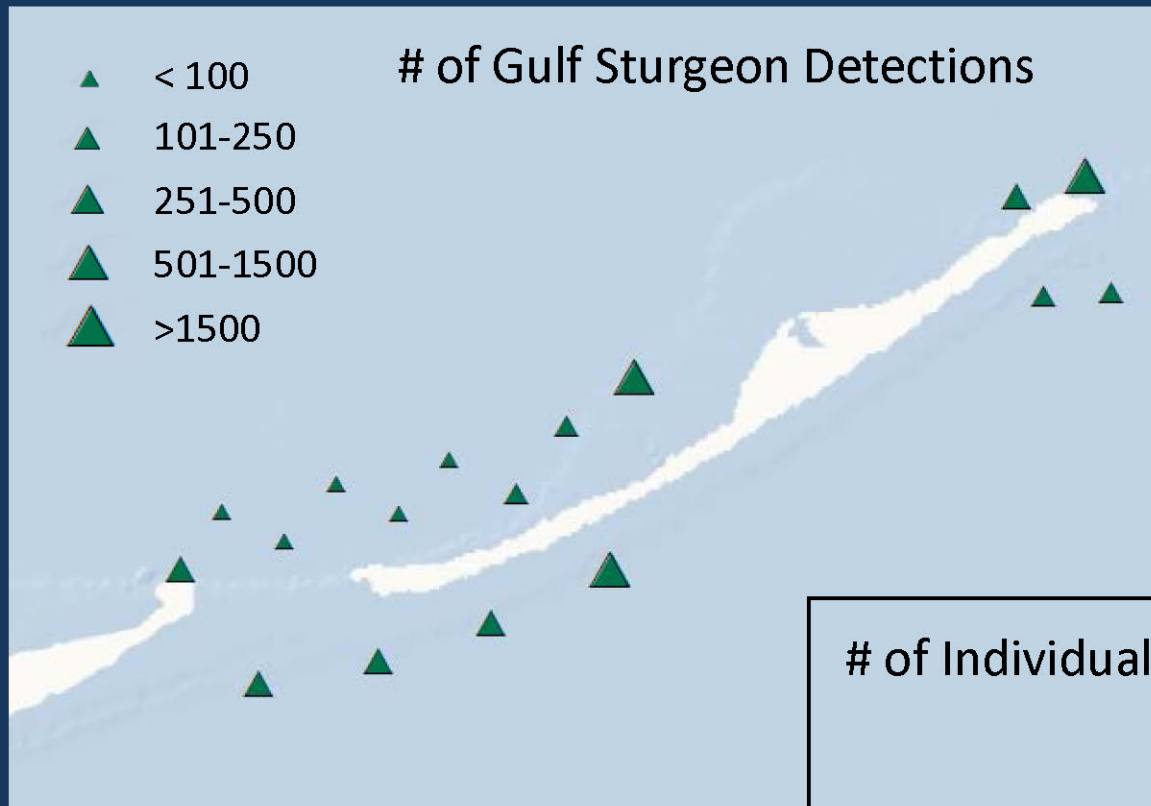 # of Gulf Sturgeon Detections
< 100
101-250
251-500
501-1500
>1500
# of Individual